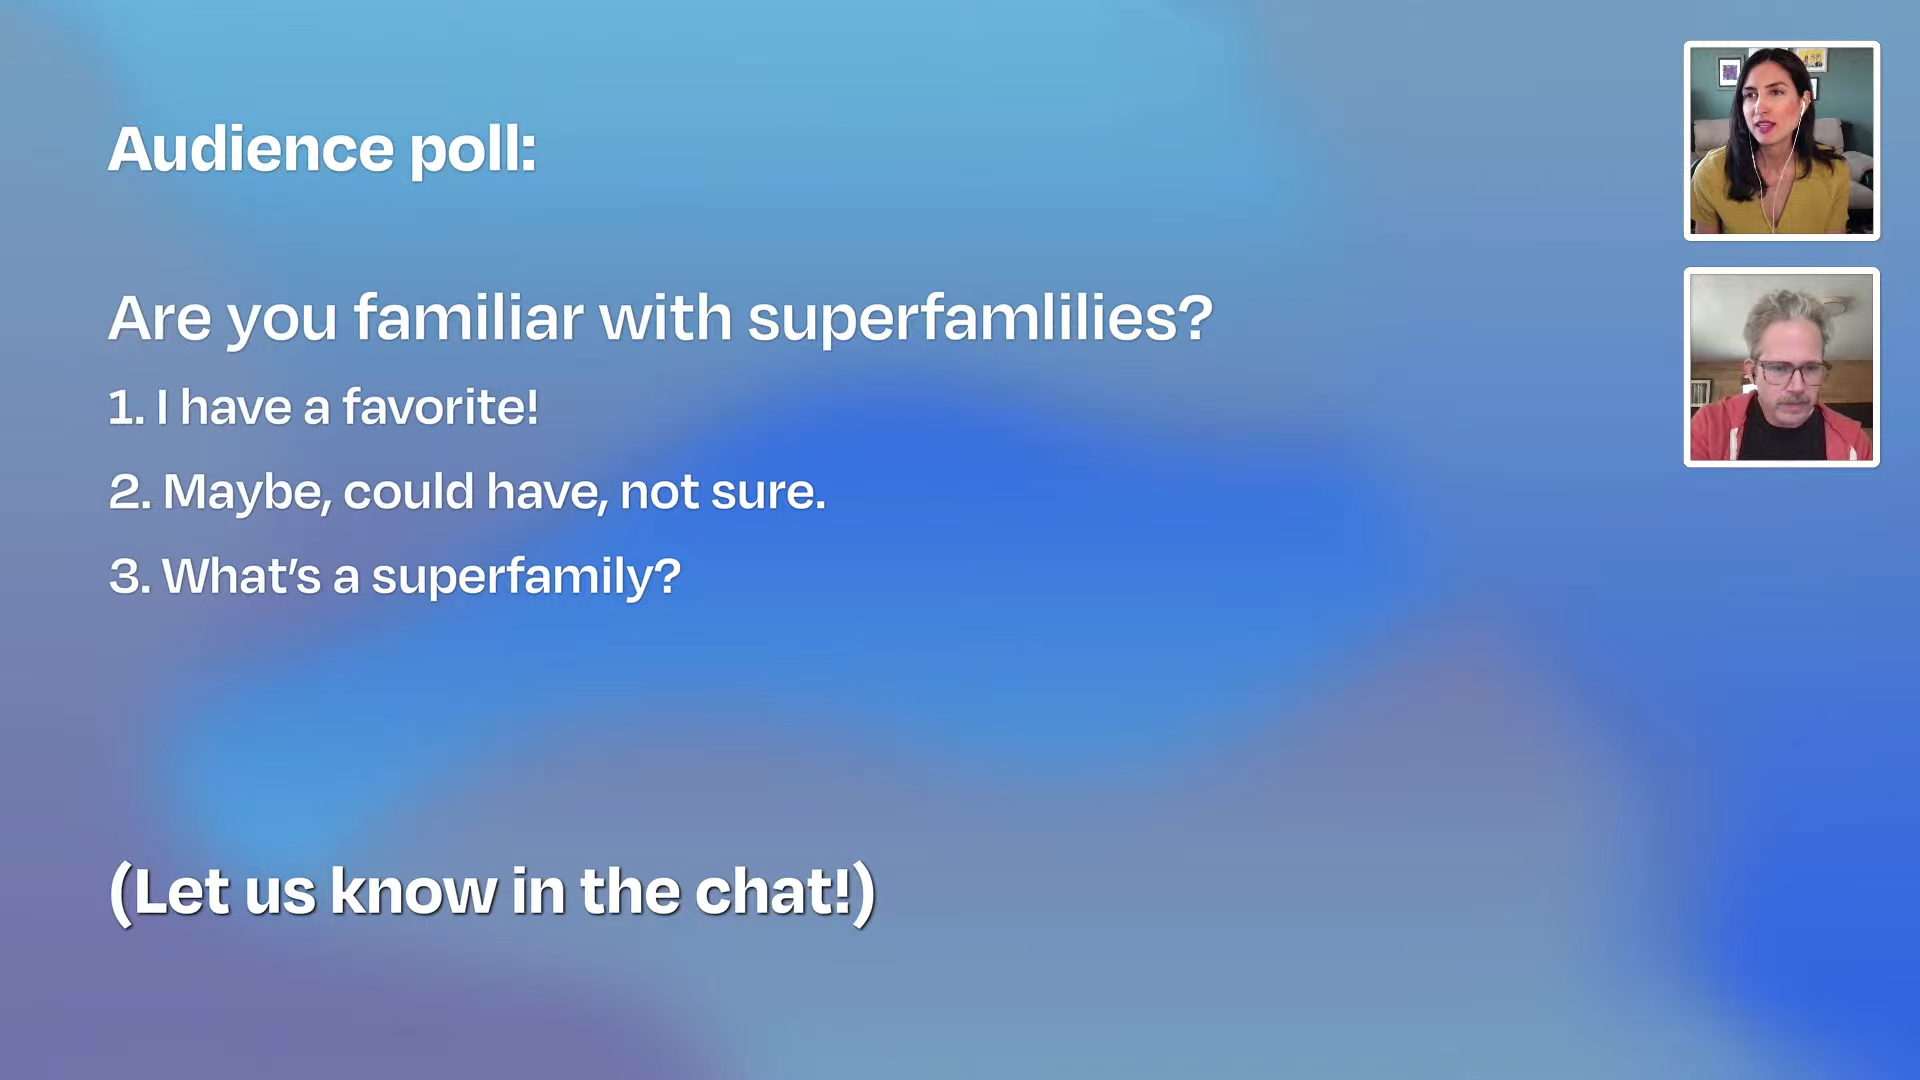 Audience poll:
Are you familiar with superfamlilies?
1. I have a favorite!
2. Maybe, could have, not sure.
3. What’s a superfamily?
(Let us know in the chat!)